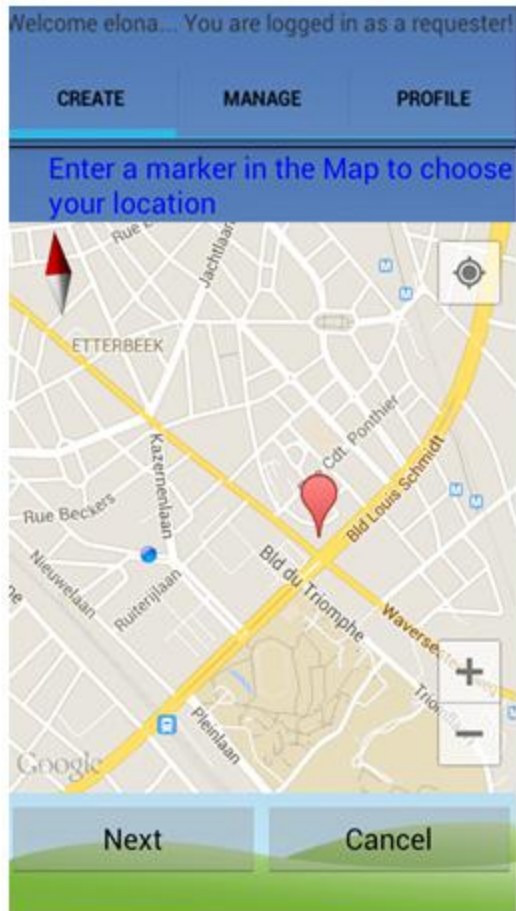 Welcome elona... You are logged in as a requester!
CREATE MANAGE PROFILE
Enter a marker in the Map to choose
your location
Rue
Jachtlaan
M
M
ETTERBEEK
Cdt. Ponthier
Kazernenlaan
Bld Louis Schmidt
Rue Beckers
M M
Nieuwelaan
Ruiterijlaan
Bld du Triomphe
+
Pleinlaan
−
Google
Next Cancel